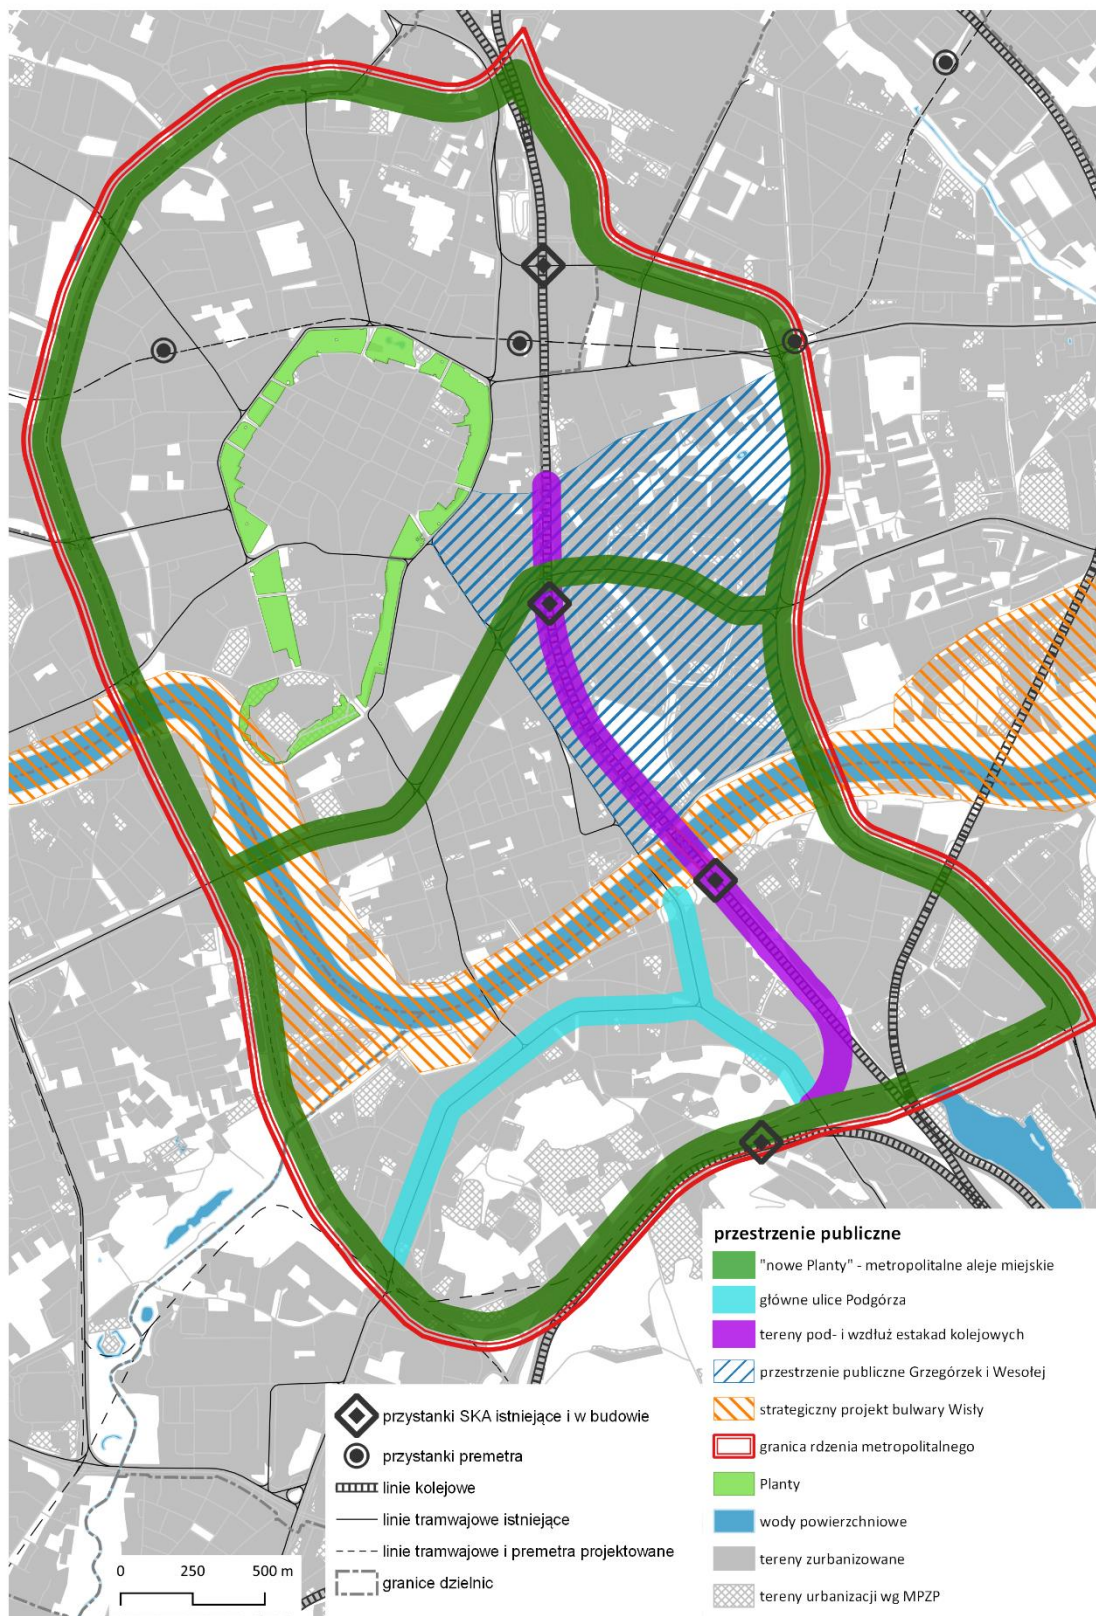 przestrzenie publiczne
"nowe Planty" - metropolitalne aleje miejskie
główne ulice Podgórza
tereny pod- i wzdłuż estakad kolejowych
przestrzenie publiczne Grzegórzek i Wesołej
strategiczny projekt bulwary Wisły
granica rdzenia metropolitalnego
Planty
wody powierzchniowe
tereny zurbanizowane
tereny urbanizacji wg MPZP
przystanki SKA istniejące i w budowie
przystanki premetra
linie kolejowe
linie tramwajowe istniejące
linie tramwajowe i premetra projektowane
granice dzielnic
0 250 500 m